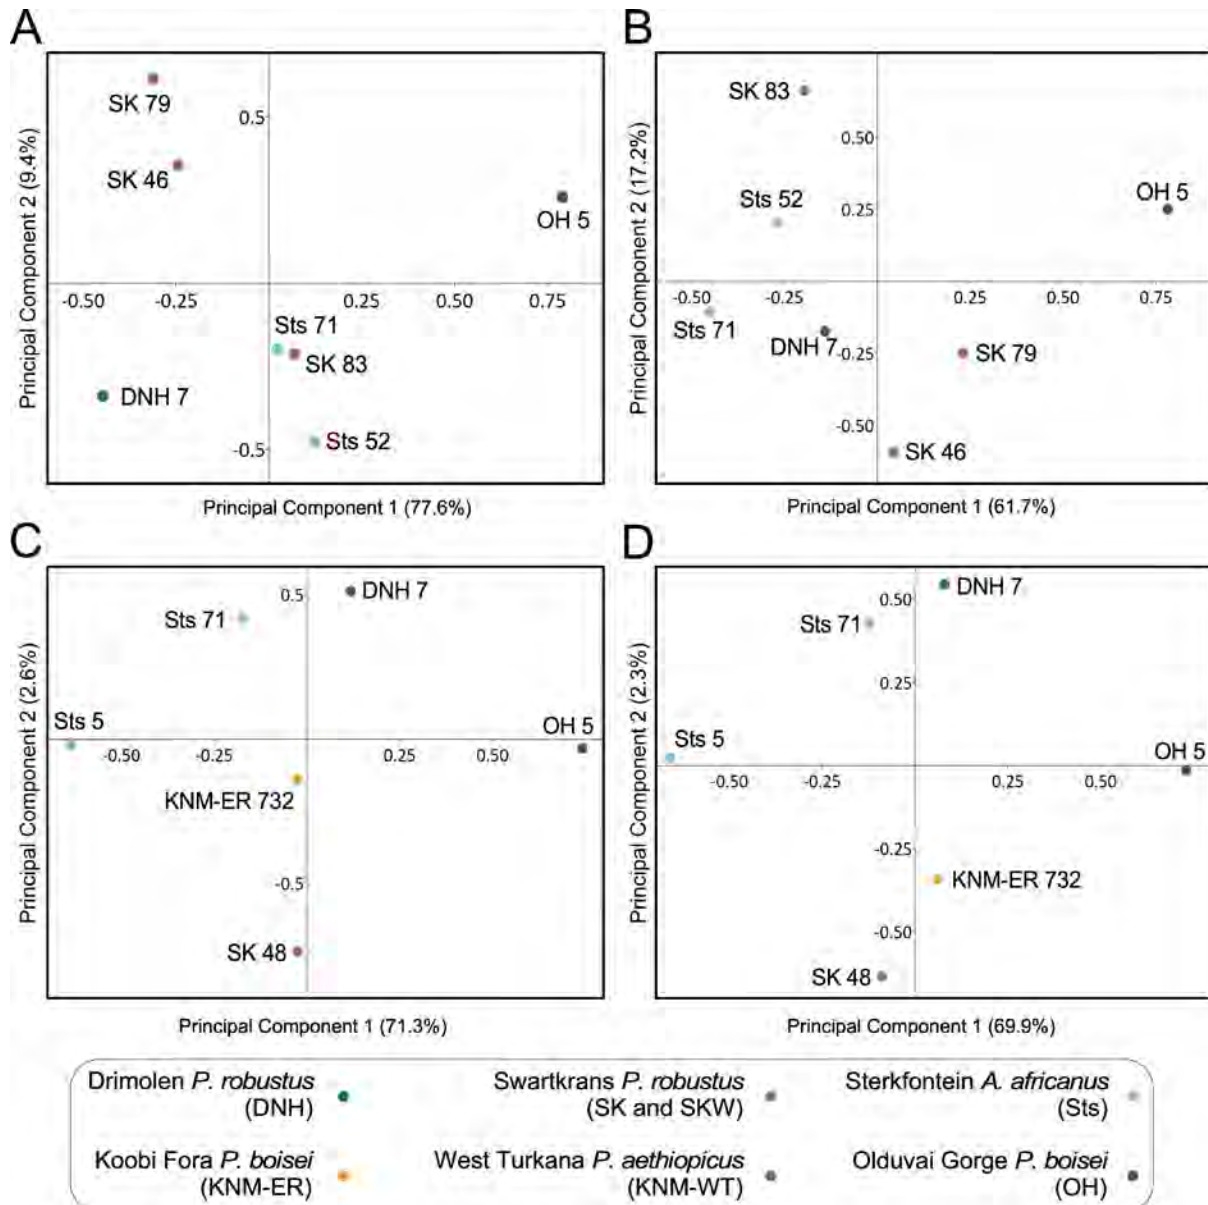 A
SK 79
0.5
SK 46
OH 5
-0.50
-0.25
0.25
0.50
0.75
Sts 71
SK 83
DNH 7
Sts 52
-0.5
Principal Component 2 (9.4%)
Principal Component 1 (77.6%)
B
SK 83
0.50
OH 5
Sts 52
0.25
-0.50
-0.25
0.25
0.50
0.75
Sts 71
DNH 7
-0.25
SK 79
-0.50
SK 46
Principal Component 2 (17.2%)
Principal Component 1 (61.7%)
C
0.5
DNH 7
Sts 71
Sts 5
OH 5
-0.50
-0.25
0.25
0.50
KNM-ER 732
-0.5
SK 48
Principal Component 2 (2.6%)
Principal Component 1 (71.3%)
D
DNH 7
0.50
Sts 71
0.25
Sts 5
OH 5
-0.50
-0.25
0.25
0.50
-0.25
KNM-ER 732
-0.50
SK 48
Principal Component 2 (2.3%)
Principal Component 1 (69.9%)
Drimolen P. robustus
(DNH)
Swartkrans P. robustus
(SK and SKW)
Sterkfontein A. africanus
(Sts)
Koobi Fora P. boisei
(KNM-ER)
West Turkana P. aethiopicus
(KNM-WT)
Olduvai Gorge P. boisei
(OH)